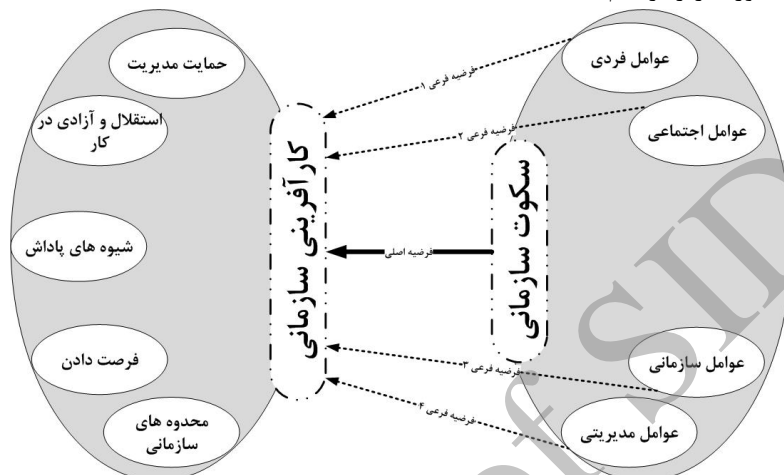 عوامل فردی
عوامل اجتماعی
سکوت سازمانی
عوامل سازمانی
عوامل مدیریتی
فرضیه فرعی ۱
فرضیه فرعی ۲
فرضیه اصلی
فرضیه فرعی ۳
فرضیه فرعی ۴
کارآفرینی سازمانی
حمایت مدیریت
استقلال و آزادی در
کار
شیوه های پاداش
فرصت دادن
محدوده های
سازمانی
of SID